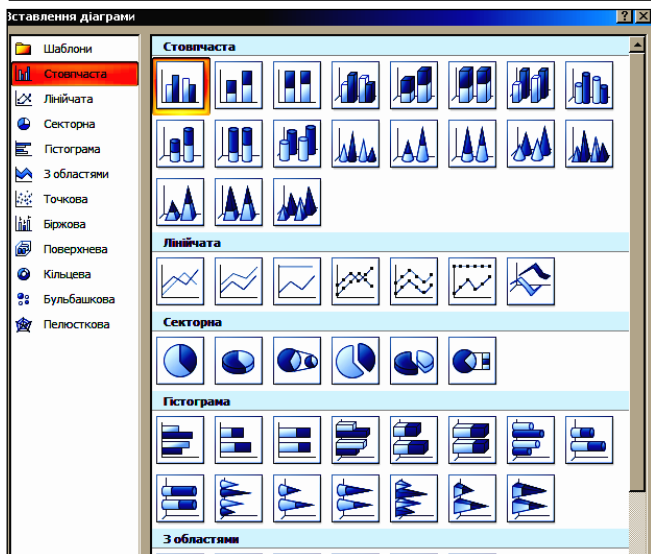 Вставлення діаграми
Шаблони
Стовпчаста
Лінійчата
Секторна
Гістограма
З областями
Точкова
Біржова
Поверхнева
Кільцева
Бульбашкова
Пелюсткова
Стовпчаста
Лінійчата
Секторна
Гістограма
З областями